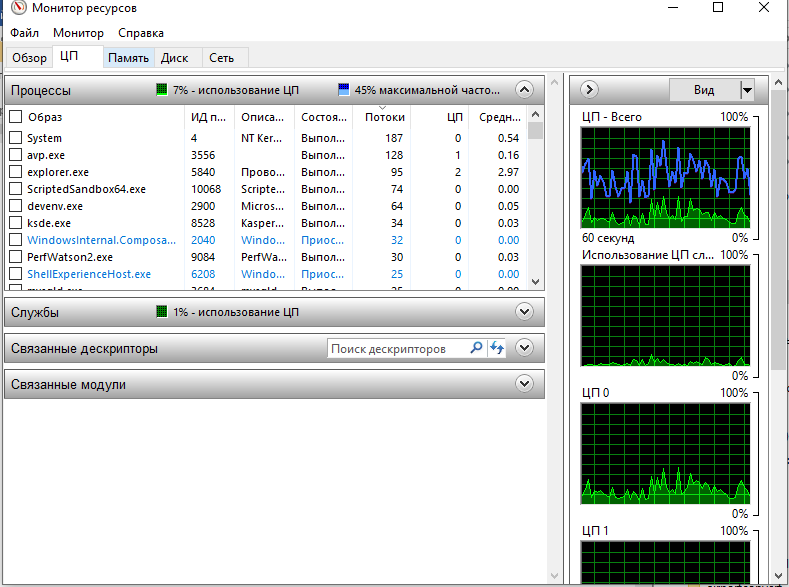 Монитор ресурсов
Файл Монитор Справка
Обзор ЦП Память Диск Сеть
Процессы 7% - использование ЦП 45% максимальной часто...
Образ ИД п... Описа... Состоя... Потоки ЦП Средн...
System 4 NT Ker... Выпол... 187 0 0.54
avp.exe 3556 Выпол... 128 1 0.16
explorer.exe 5840 Прово... Выпол... 95 2 2.97
ScriptedSandbox64.exe 10068 Scripte... Выпол... 74 0 0.00
devenv.exe 2900 Micros... Выпол... 64 0 0.05
ksde.exe 8528 Kasper... Выпол... 34 0 0.03
WindowsInternal.Composa... 2040 Windo... Приос... 32 0 0.00
PerfWatson2.exe 9084 PerfWa... Выпол... 30 0 0.03
ShellExperienceHost.exe 6208 Windo... Приос... 25 0 0.00
Службы 1% - использование ЦП
Связанные дескрипторы Поиск дескрипторов
Связанные модули
Вид
ЦП - Всего 100%
60 секунд 0%
Использование ЦП сл... 100%
0%
ЦП 0 100%
0%
ЦП 1 100%